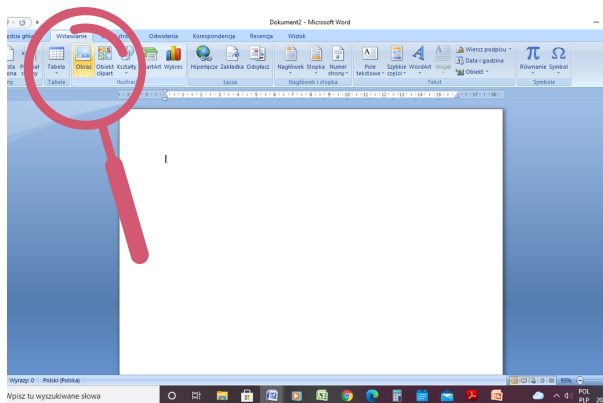 Dokument2 - Microsoft Word
Wstawianie Odwołania Korespondencja Recenzja Widok
Tabela Obraz Obiekt clipart Kształty Wykres Hiperłącze Zakładka Odsyłacz Nagłówek Stopka Numer strony Pole tekstowe Szybkie części WordArt Inicjał Wiersz podpisu Data i godzina Obiekt Równanie Symbol
Tabele Łącza Nagłówek i stopka Tekst Symbole
Wyrazy: 0 Polski (Polska) 95%
Wpisz tu wyszukiwane słowa POL
PLP 20